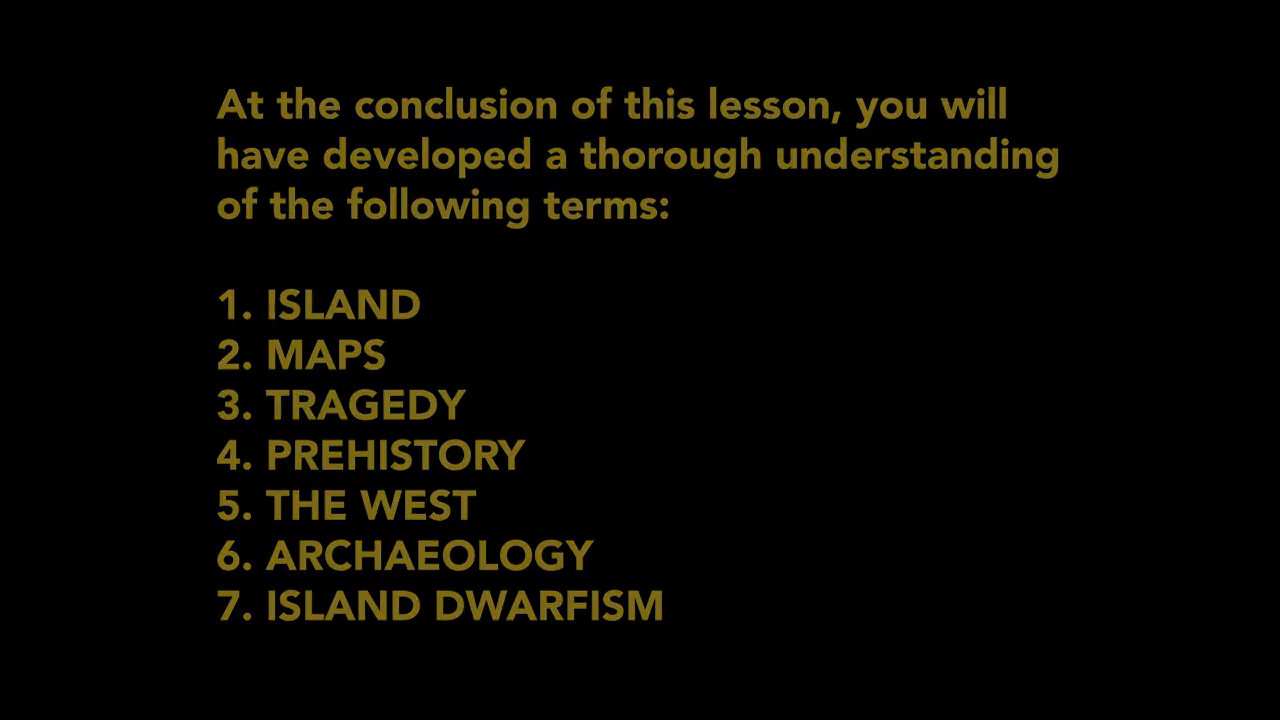 At the conclusion of this lesson, you will
have developed a thorough understanding
of the following terms:
1. ISLAND
2. MAPS
3. TRAGEDY
4. PREHISTORY
5. THE WEST
6. ARCHAEOLOGY
7. ISLAND DWARFISM